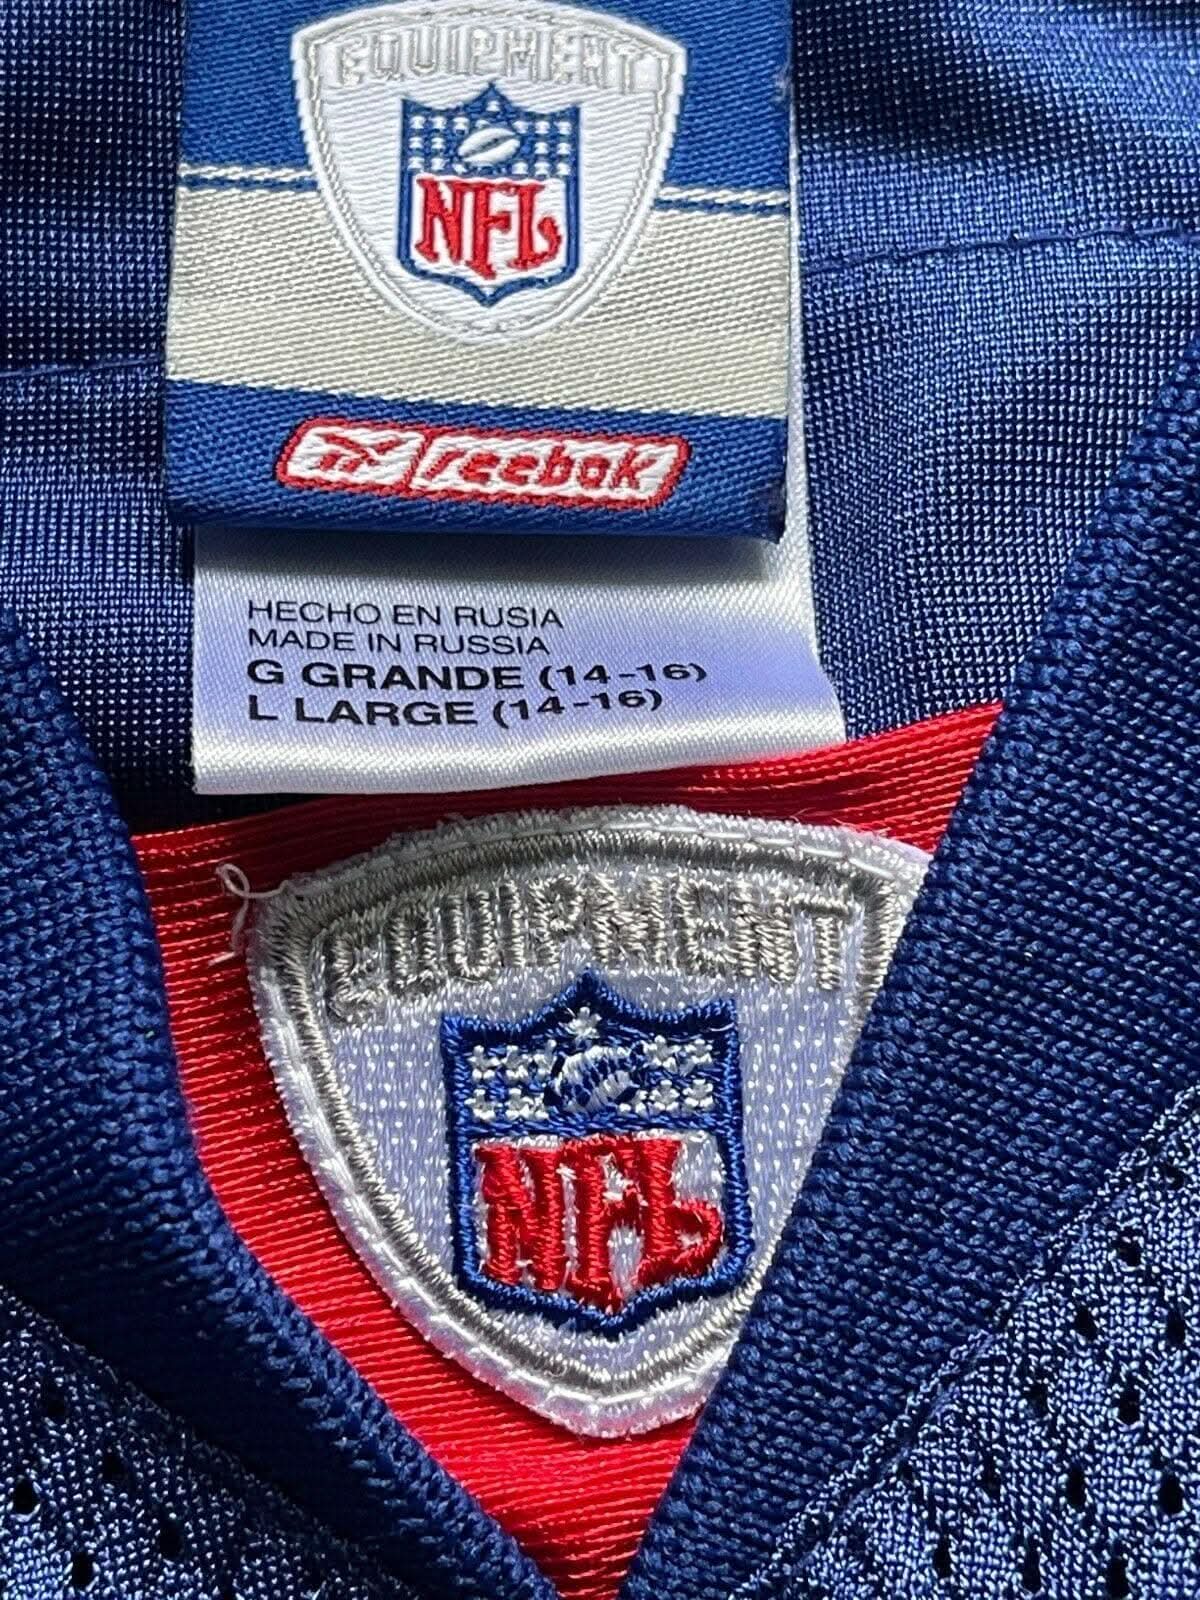 EQUIPMENT
NFL
Reebok
HECHO EN RUSIA
MADE IN RUSSIA
G GRANDE (14-16)
L LARGE (14-16)
EQUIPMENT
NFL